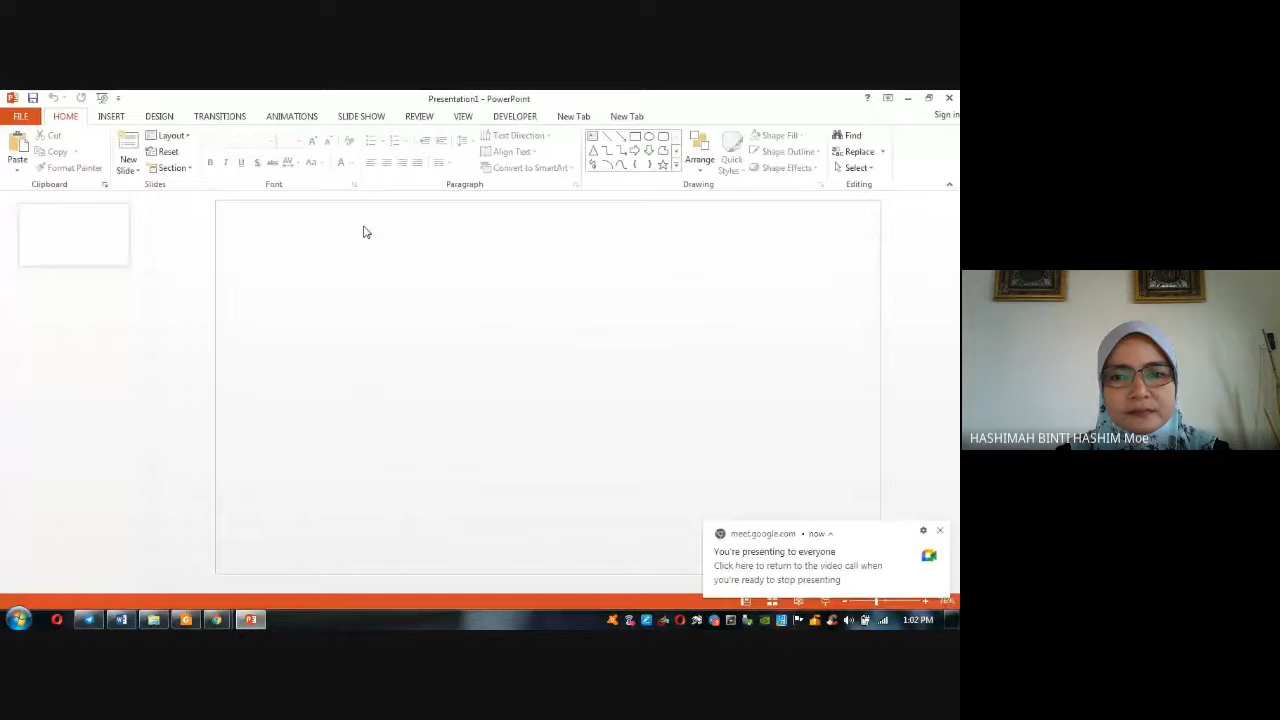 Presentation1 - PowerPoint
Sign in
FILE HOME INSERT DESIGN TRANSITIONS ANIMATIONS SLIDE SHOW REVIEW VIEW DEVELOPER New Tab New Tab
Cut
Copy
Format Painter
Paste
Clipboard
New
Slide
Layout
Reset
Section
Slides
B I U S abc AV Aa A
Font
Text Direction
Align Text
Convert to SmartArt
Paragraph
Arrange
Quick
Styles
Shape Fill
Shape Outline
Shape Effects
Drawing
Find
Replace
Select
Editing
HASHIMAH BINTI HASHIM Moe
meet.google.com • now
You're presenting to everyone
Click here to return to the video call when
you're ready to stop presenting
76%
1:02 PM